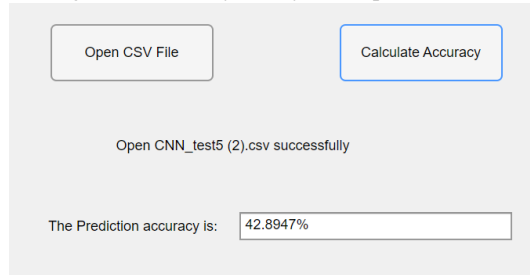 Open CSV File
Calculate Accuracy
Open CNN_test5 (2).csv successfully
The Prediction accuracy is:
42.8947%